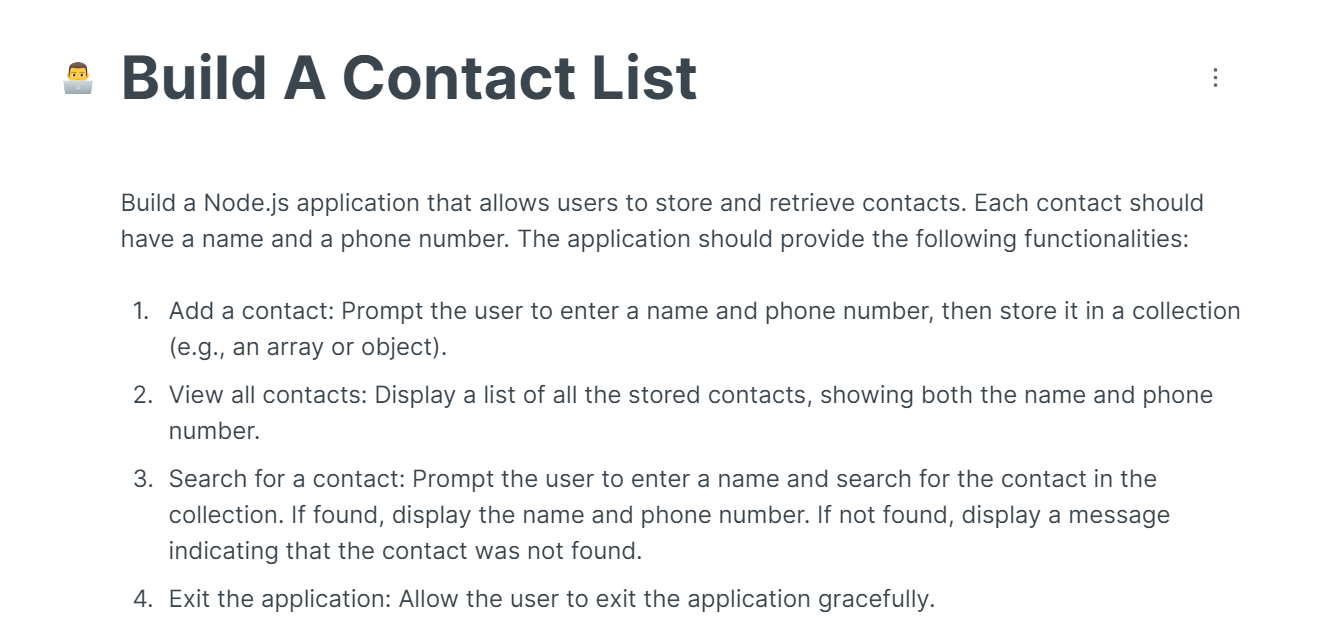 Build A Contact List
Build a Node.js application that allows users to store and retrieve contacts. Each contact should
have a name and a phone number. The application should provide the following functionalities:
1. Add a contact: Prompt the user to enter a name and phone number, then store it in a collection
(e.g., an array or object).
2. View all contacts: Display a list of all the stored contacts, showing both the name and phone
number.
3. Search for a contact: Prompt the user to enter a name and search for the contact in the
collection. If found, display the name and phone number. If not found, display a message
indicating that the contact was not found.
4. Exit the application: Allow the user to exit the application gracefully.